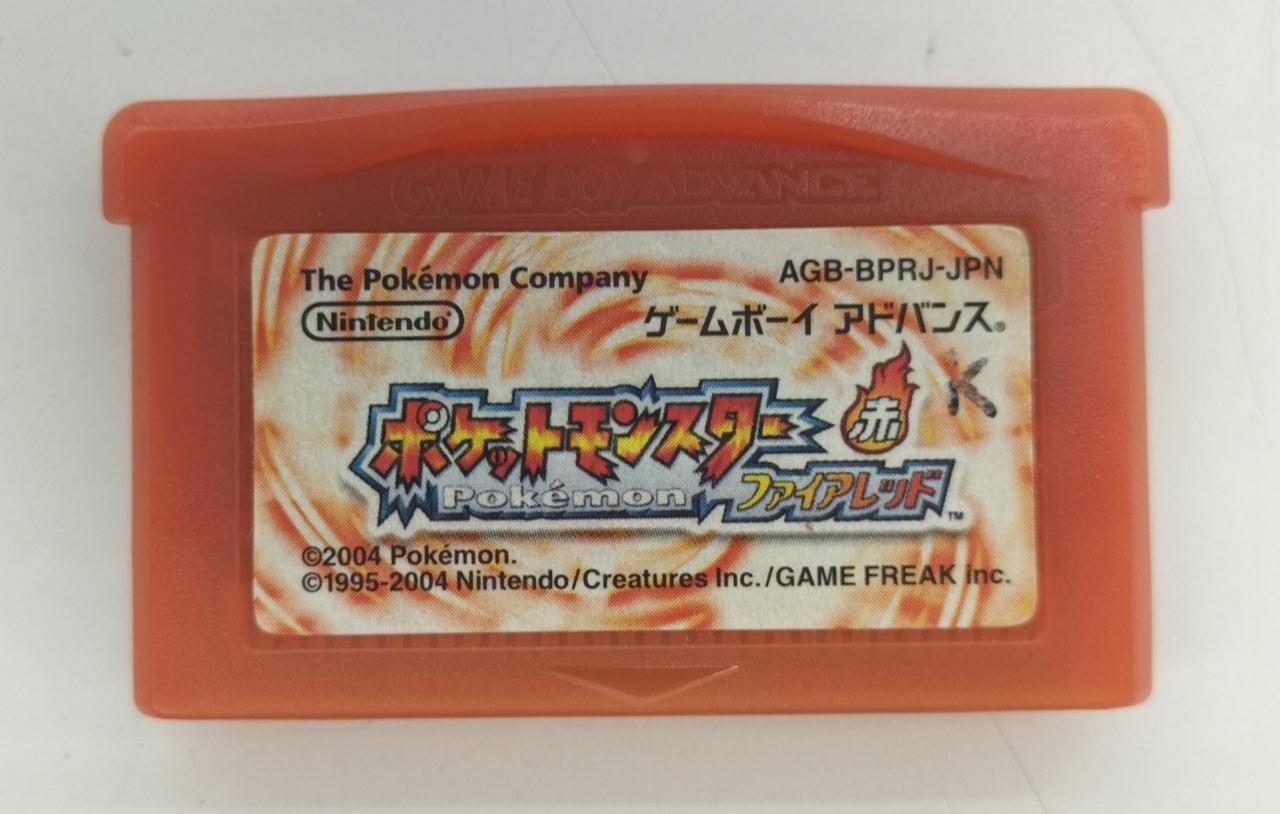 GAME BOY ADVANCE
The Pokémon Company
AGB-BPRJ-JPN
Nintendo®
ゲームボーイ アドバンス®
K
赤
ポケットモンスター
Pokémon
ファイアレッド™
©2004 Pokémon.
©1995-2004 Nintendo/Creatures Inc./GAME FREAK inc.